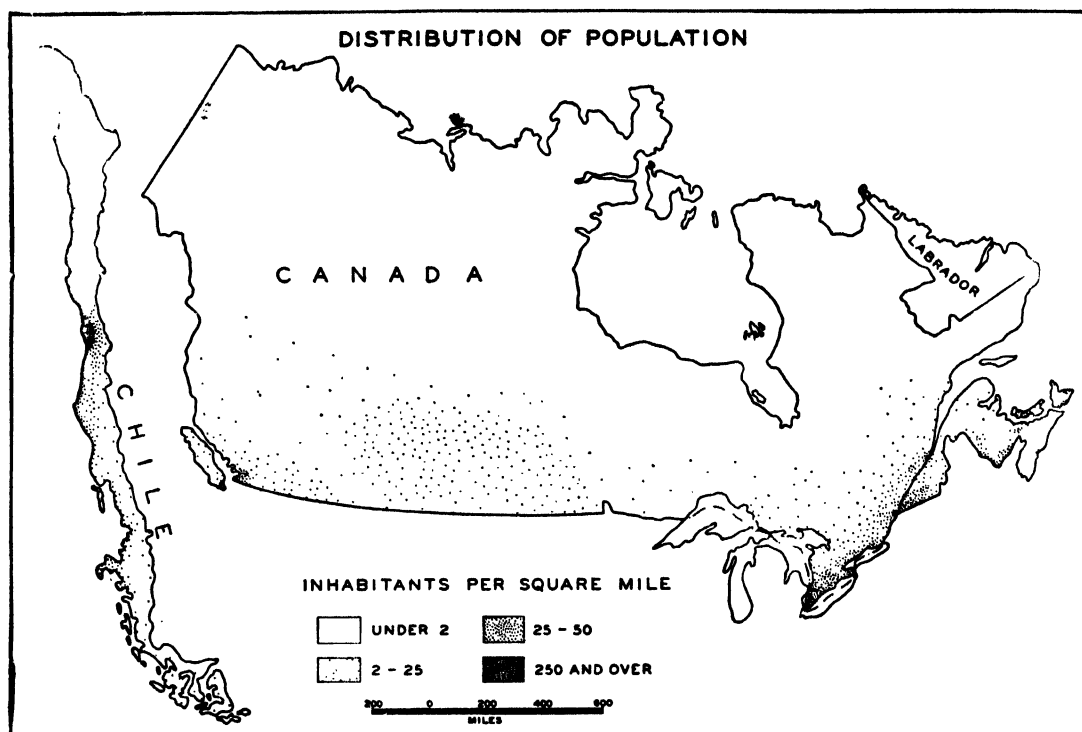 DISTRIBUTION OF POPULATION
CANADA
LABRADOR
CHILE
INHABITANTS PER SQUARE MILE
UNDER 2
25 - 50
2 - 25
250 AND OVER
200 0 200 600
MILES